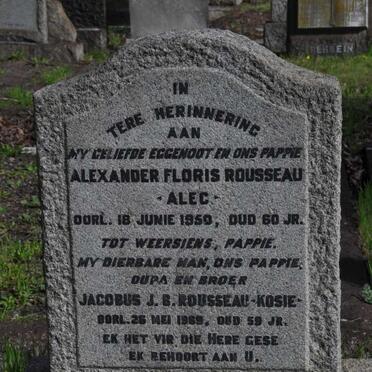 IN
TERE HERINNERING
AAN
MY GELIEFDE EGGENOOT EN ONS PAPPIE
ALEXANDER FLORIS ROUSSEAU
- ALEC -
OORL. 18 JUNIE 1950, OUD 60 JR.
TOT WEERSIENS, PAPPIE.
MY DIERBARE MAN, ONS PAPPIE,
OUPA EN BROER
JACOBUS J. B. ROUSSEAU -KOSIE-
OORL. 26 MEI 1969, OUD 59 JR.
EK HET VIR DIE HERE GESE
EK BEHOORT AAN U.
REHBEIN